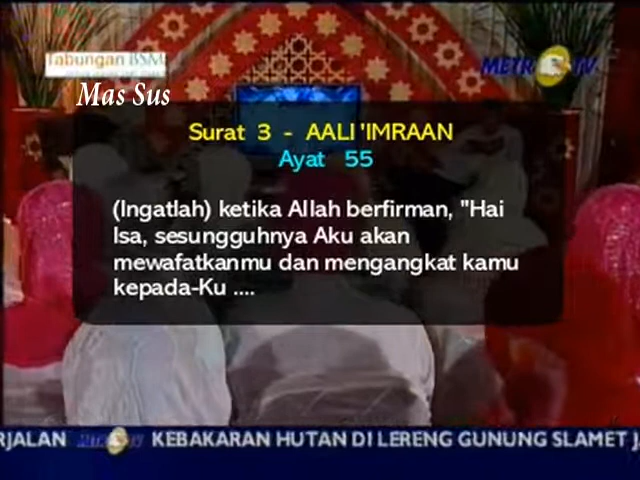 Tabungan BSM
METRO TV
Mas Sus
Surat 3 - AALI 'IMRAAN
Ayat 55
(Ingatlah) ketika Allah berfirman, "Hai
Isa, sesungguhnya Aku akan
mewafatkanmu dan mengangkat kamu
kepada-Ku ....
RJALAN KEBAKARAN HUTAN DI LERENG GUNUNG SLAMET J